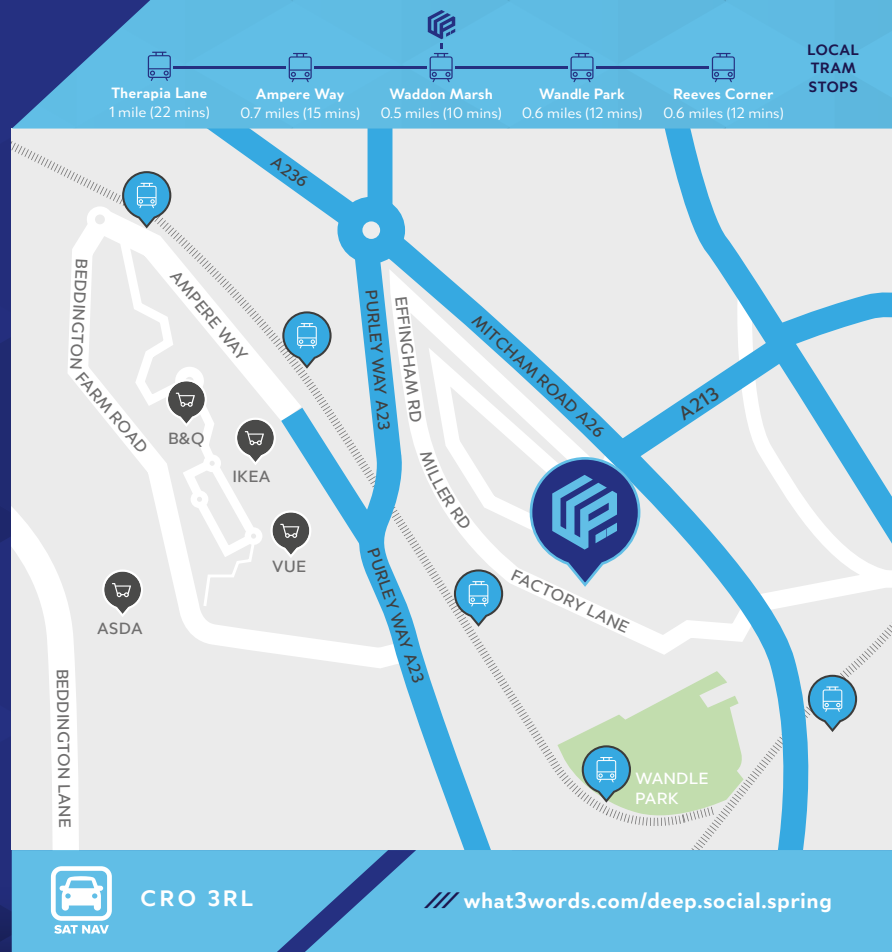 LOCAL
TRAM
STOPS
Therapia Lane
1 mile (22 mins)
Ampere Way
0.7 miles (15 mins)
Waddon Marsh
0.5 miles (10 mins)
Wandle Park
0.6 miles (12 mins)
Reeves Corner
0.6 miles (12 mins)
A236
AMPERE WAY
BEDDINGTON FARM ROAD
PURLEY WAY A23
EFFINGHAM RD
MITCHAM ROAD A26
A213
B&Q
IKEA
MILLER RD
VUE
PURLEY WAY A23
FACTORY LANE
ASDA
BEDDINGTON LANE
WANDLE
PARK
SAT NAV
CRO 3RL
/// what3words.com/deep.social.spring